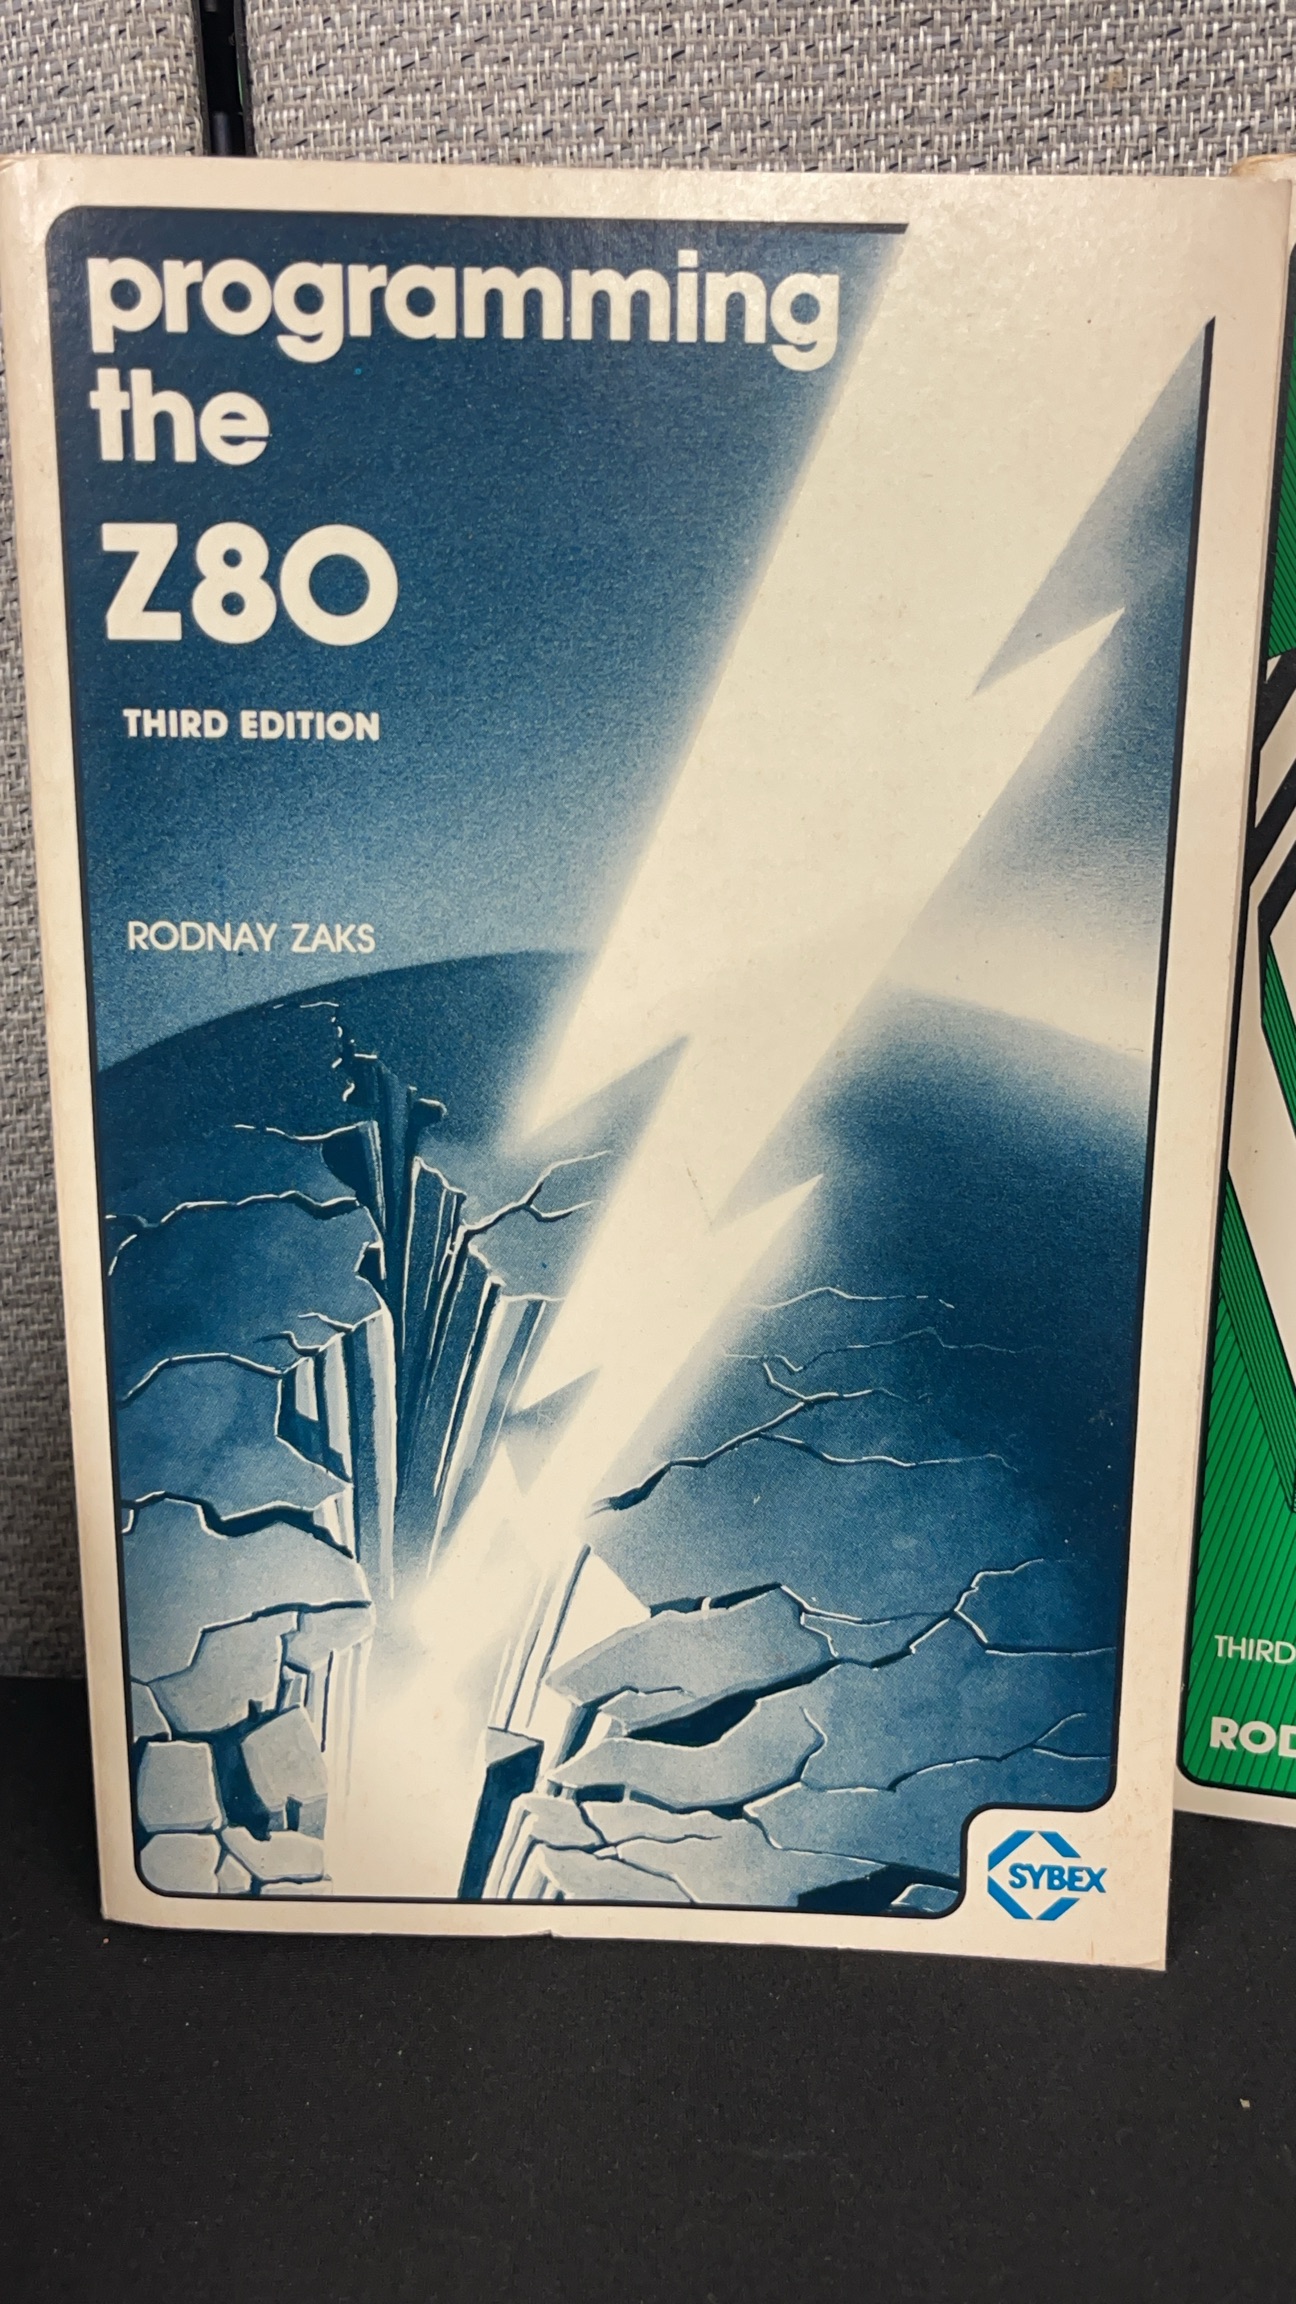 programming
the
Z80
THIRD EDITION
RODNAY ZAKS
SYBEX
THIRD
ROD